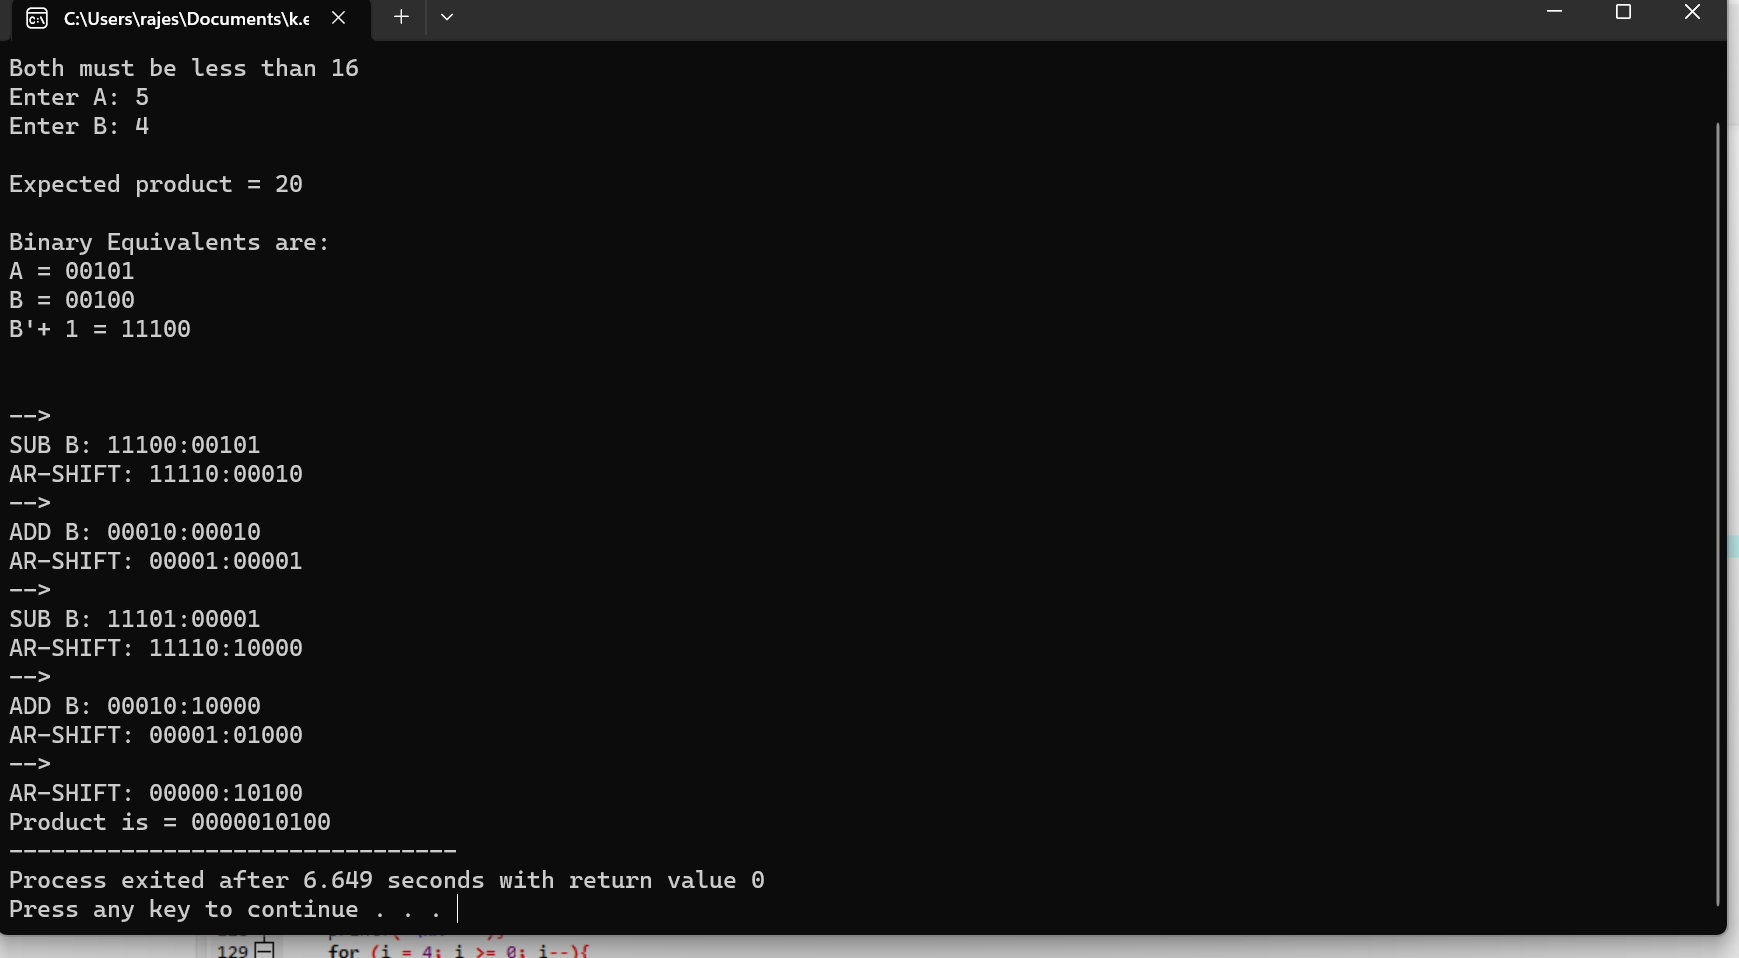 C:\Users\rajes\Documents\k.e
Both must be less than 16
Enter A: 5
Enter B: 4
Expected product = 20
Binary Equivalents are:
A = 00101
B = 00100
B'+ 1 = 11100
-->
SUB B: 11100:00101
AR-SHIFT: 11110:00010
-->
ADD B: 00010:00010
AR-SHIFT: 00001:00001
-->
SUB B: 11101:00001
AR-SHIFT: 11110:10000
-->
ADD B: 00010:10000
AR-SHIFT: 00001:01000
-->
AR-SHIFT: 00000:10100
Product is = 0000010100
--------------------------------
Process exited after 6.649 seconds with return value 0
Press any key to continue . . .
129 for (i = 4; i >= 0; i--){